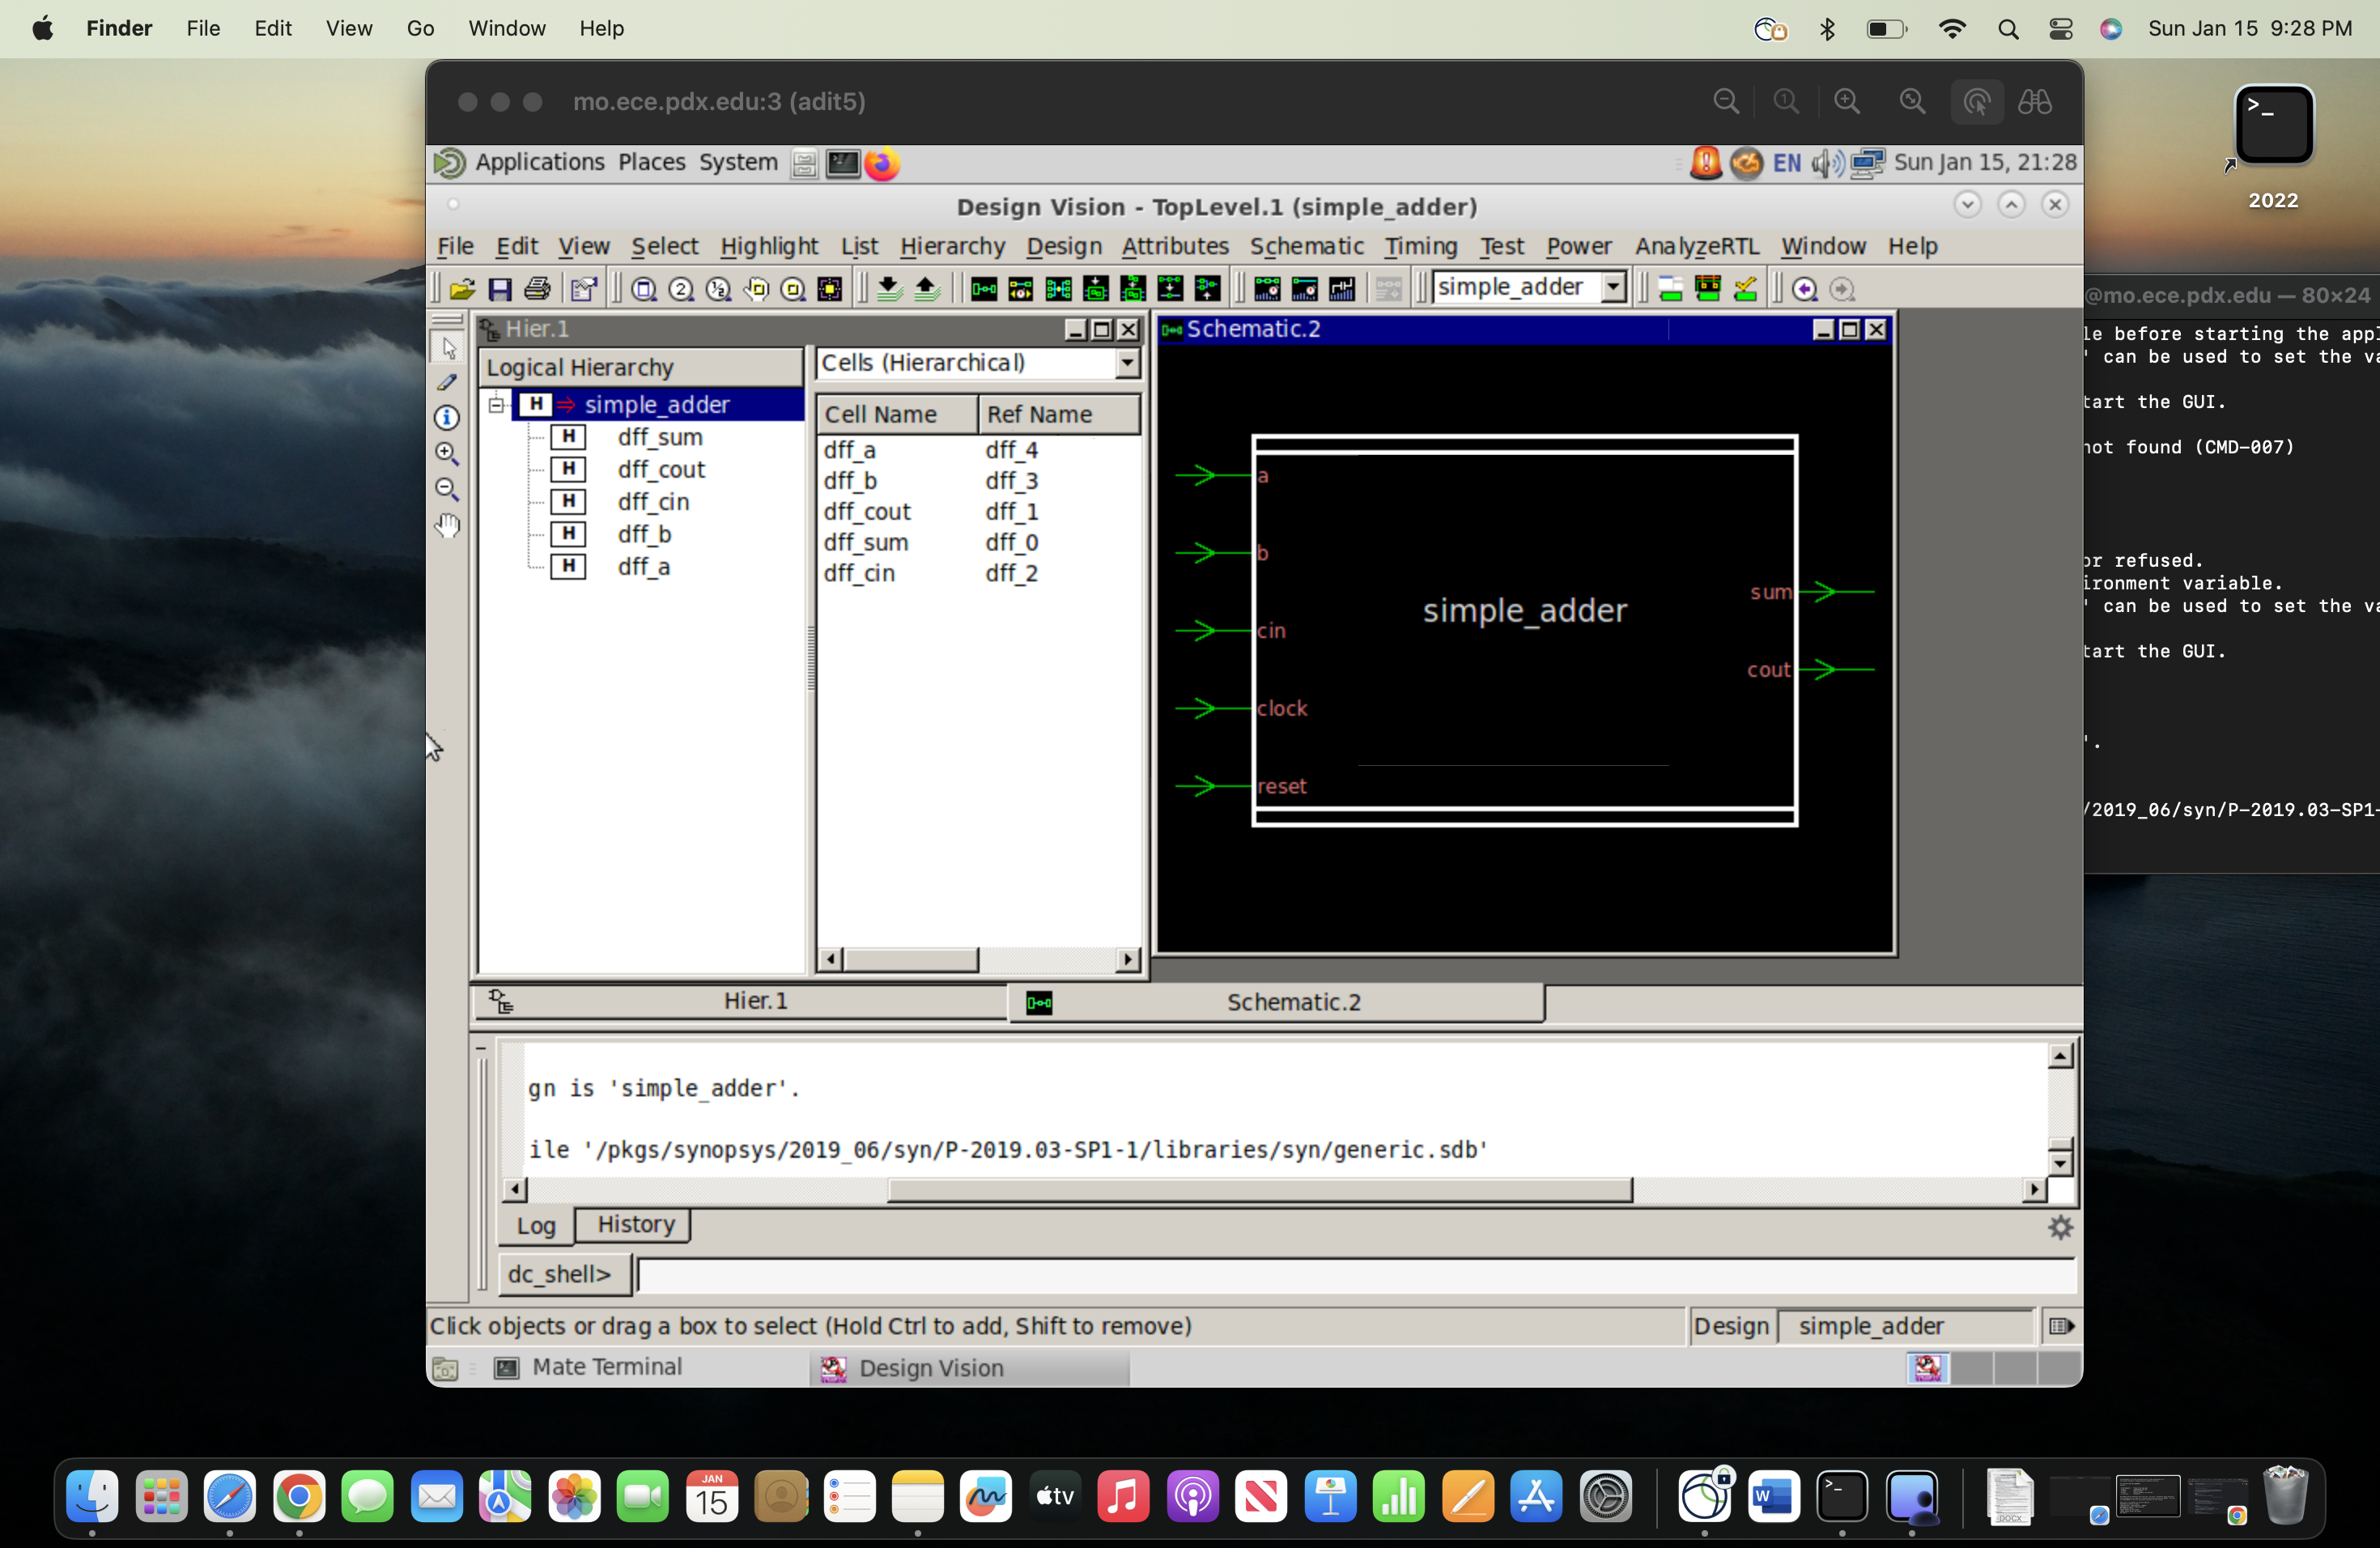 Finder File Edit View Go Window Help
Sun Jan 15 9:28 PM
mo.ece.pdx.edu:3 (adit5)
2022
Applications Places System
EN
Sun Jan 15, 21:28
Design Vision - TopLevel.1 (simple_adder)
File Edit View Select Highlight List Hierarchy Design Attributes Schematic Timing Test Power AnalyzeRTL Window Help
simple_adder
Hier.1
Logical Hierarchy
H simple_adder
H dff_sum
H dff_cout
H dff_cin
H dff_b
H dff_a
Cells (Hierarchical)
Cell Name Ref Name
dff_a dff_4
dff_b dff_3
dff_cout dff_1
dff_sum dff_0
dff_cin dff_2
Schematic.2
a
b
cin
clock
reset
simple_adder
sum
cout
Hier.1
Schematic.2
gn is 'simple_adder'.
ile '/pkgs/synopsys/2019_06/syn/P-2019.03-SP1-1/libraries/syn/generic.sdb'
Log History
dc_shell>
Click objects or drag a box to select (Hold Ctrl to add, Shift to remove)
Design simple_adder
Mate Terminal
Design Vision
@mo.ece.pdx.edu — 80×24
le before starting the appl
' can be used to set the va
tart the GUI.
not found (CMD-007)
or refused.
ironment variable.
' can be used to set the va
tart the GUI.
'.
/2019_06/syn/P-2019.03-SP1-
JAN
15
tv
W
DOCX